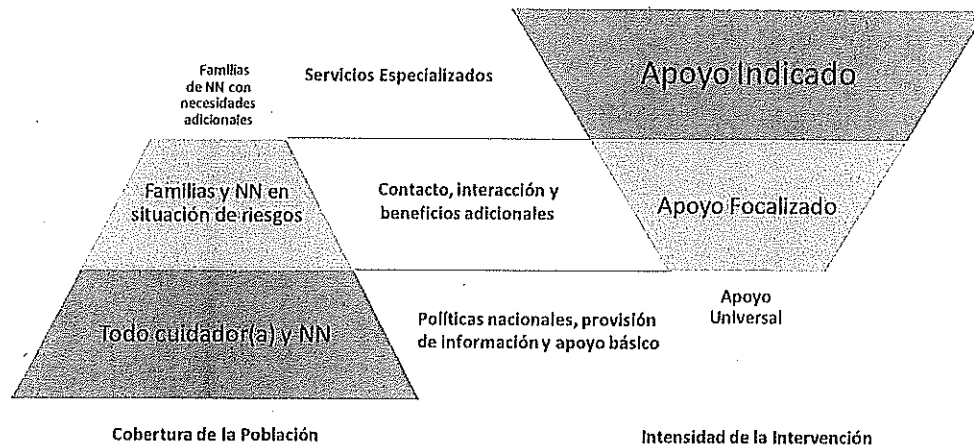 Familias
de NN con
necesidades
adicionales
Servicios Especializados
Apoyo Indicado
Familias y NN en
situación de riesgos
Contacto, interacción y
beneficios adicionales
Apoyo Focalizado
Todo cuidador(a) y NN
Políticas nacionales, provisión
de información y apoyo básico
Apoyo
Universal
Cobertura de la Población
Intensidad de la Intervención